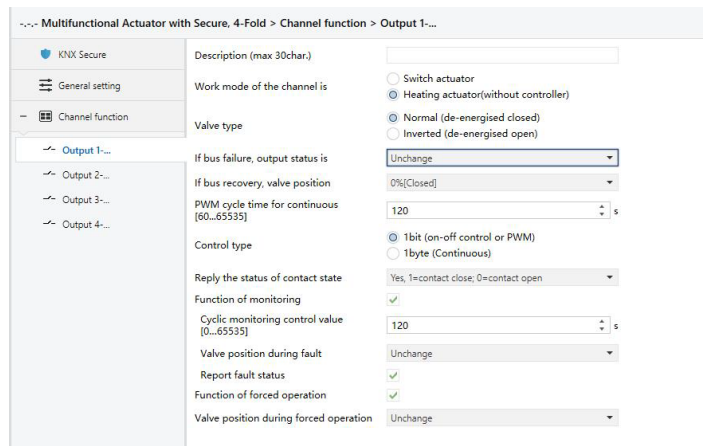 -.-.- Multifunctional Actuator with Secure, 4-Fold > Channel function > Output 1-...
KNX Secure
General setting
Channel function
Output 1-...
Output 2-...
Output 3-...
Output 4-...
Description (max 30char.)
Work mode of the channel is
Switch actuator
Heating actuator(without controller)
Valve type
Normal (de-energised closed)
Inverted (de-energised open)
If bus failure, output status is
Unchange
If bus recovery, valve position
0%[Closed]
PWM cycle time for continuous
[60...65535]
120
s
Control type
1bit (on-off control or PWM)
1byte (Continuous)
Reply the status of contact state
Yes, 1=contact close; 0=contact open
Function of monitoring
Cyclic monitoring control value
[0...65535]
120
s
Valve position during fault
Unchange
Report fault status
Function of forced operation
Valve position during forced operation
Unchange